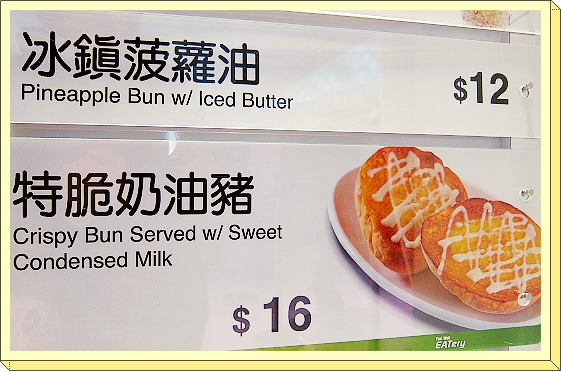 冰鎮菠蘿油
Pineapple Bun w/ Iced Butter
$12
特脆奶油豬
Crispy Bun Served w/ Sweet
Condensed Milk
$16
EATery